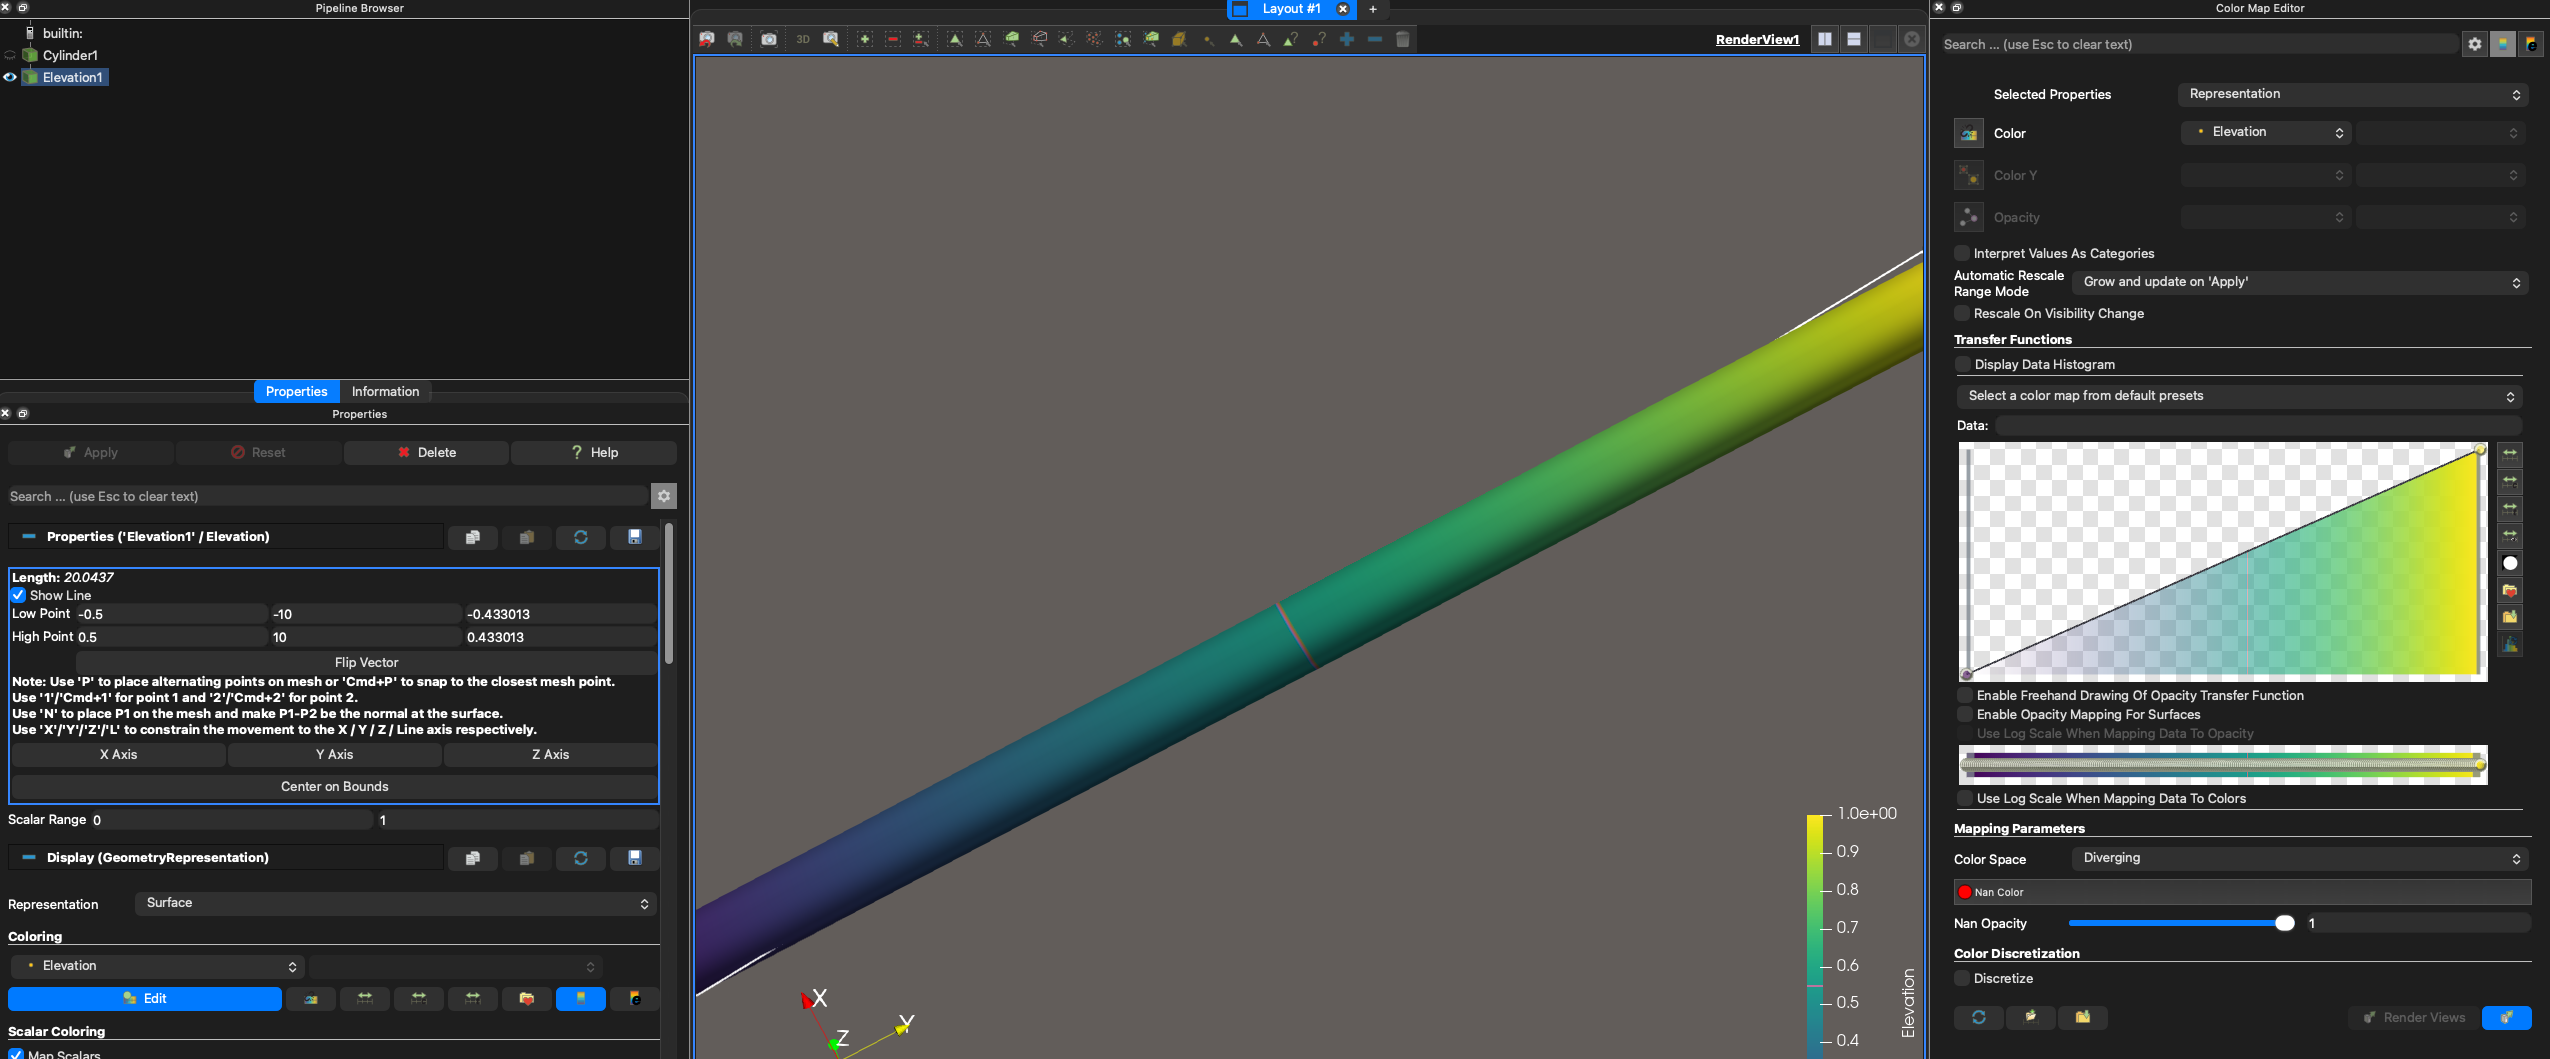 Pipeline Browser
builtin:
Cylinder1
Elevation1
Properties Information
Properties
Apply Reset Delete Help
Search ... (use Esc to clear text)
Properties ('Elevation1' / Elevation)
Length: 20.0437
Show Line
Low Point -0.5 -10 -0.433013
High Point 0.5 10 0.433013
Flip Vector
Note: Use 'P' to place alternating points on mesh or 'Cmd+P' to snap to the closest mesh point.
Use '1'/'Cmd+1' for point 1 and '2'/'Cmd+2' for point 2.
Use 'N' to place P1 on the mesh and make P1-P2 be the normal at the surface.
Use 'X'/'Y'/'Z'/'L' to constrain the movement to the X / Y / Z / Line axis respectively.
X Axis Y Axis Z Axis
Center on Bounds
Scalar Range 0 1
Display (GeometryRepresentation)
Representation Surface
Coloring
Elevation
Edit
Scalar Coloring
Map Scalars
Layout #1 +
3D RenderView1
1.0e+00
0.9
0.8
0.7
0.6
0.5
0.4
Elevation
X
Y
Z
Color Map Editor
Search ... (use Esc to clear text)
Selected Properties Representation
Color Elevation
Color Y
Opacity
Interpret Values As Categories
Automatic Rescale
Range Mode Grow and update on 'Apply'
Rescale On Visibility Change
Transfer Functions
Display Data Histogram
Select a color map from default presets
Data:
Enable Freehand Drawing Of Opacity Transfer Function
Enable Opacity Mapping For Surfaces
Use Log Scale When Mapping Data To Opacity
Use Log Scale When Mapping Data To Colors
Mapping Parameters
Color Space Diverging
Nan Color
Nan Opacity 1
Color Discretization
Discretize
Render Views